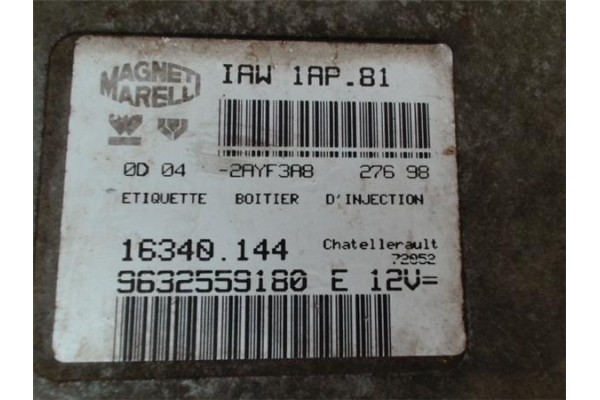 MAGNETI
MARELLI
IAW 1AP.81
0D 04 -2AYF3A8 276 98
ETIQUETTE BOITIER D'INJECTION
16340.144 Chatellerault
72052
9632559180 E 12V=